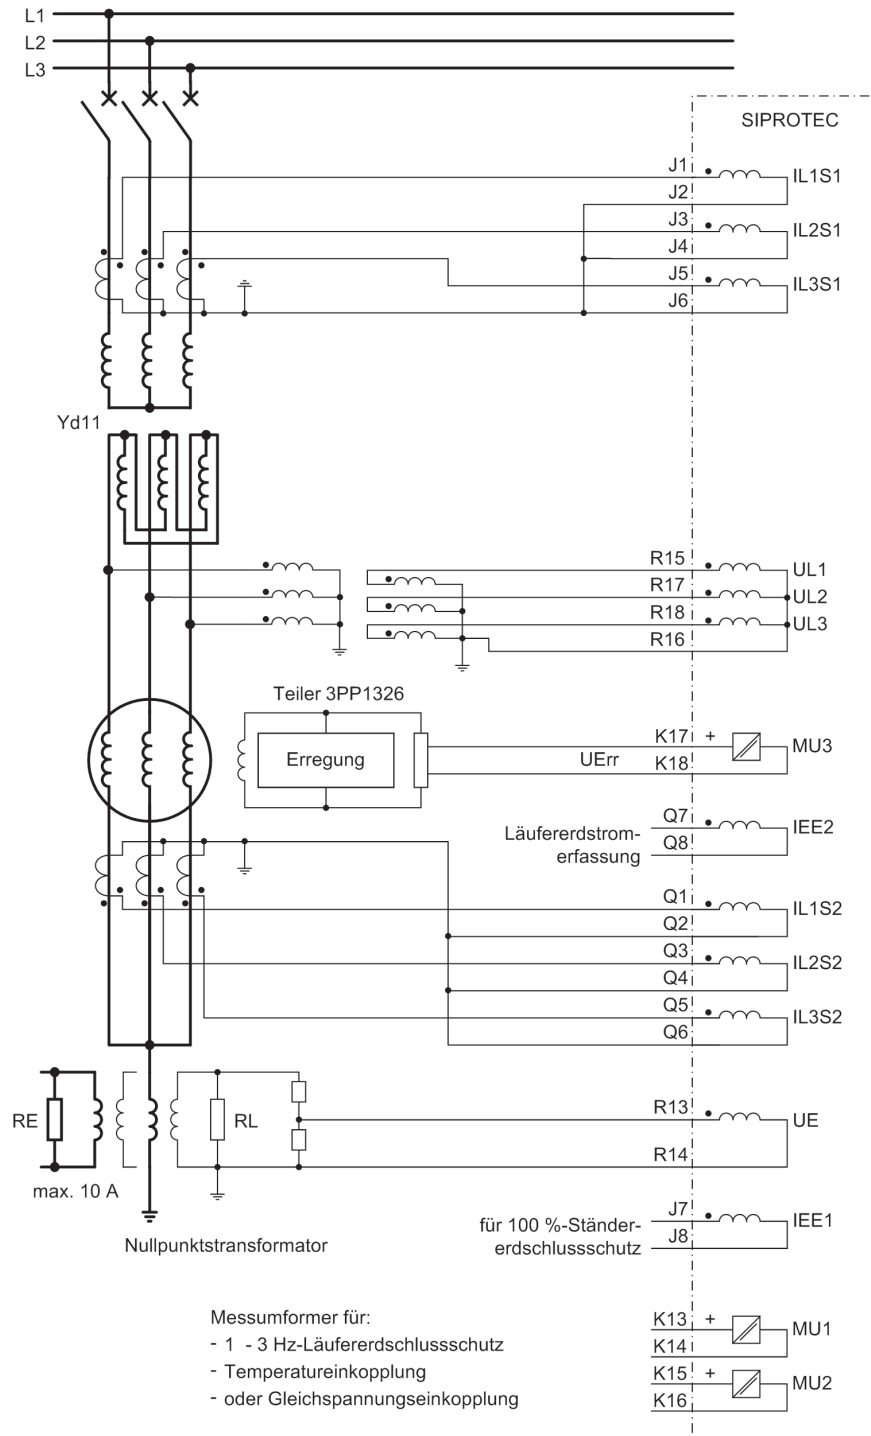 L1
L2
L3
SIPROTEC
J1
IL1S1
J2
J3
IL2S1
J4
J5
IL3S1
J6
Yd11
R15
UL1
R17
UL2
R18
UL3
R16
Teiler 3PP1326
Erregung
UErr
K17
+
MU3
K18
Läufererdstrom-
erfassung
Q7
IEE2
Q8
Q1
IL1S2
Q2
Q3
IL2S2
Q4
Q5
IL3S2
Q6
RE
RL
R13
UE
R14
max. 10 A
Nullpunktstransformator
für 100 %-Ständer-
erdschlussschutz
J7
IEE1
J8
Messumformer für:
- 1 - 3 Hz-Läufererdschlussschutz
- Temperatureinkopplung
- oder Gleichspannungseinkopplung
K13
+
MU1
K14
K15
+
MU2
K16